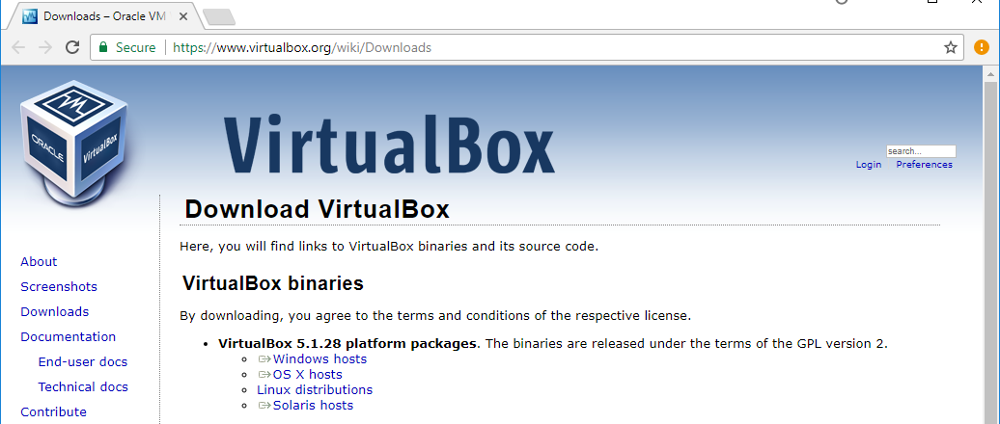 Downloads – Oracle VM
Secure https://www.virtualbox.org/wiki/Downloads
VM
ORACLE VirtualBox
VirtualBox
search...
Login Preferences
Download VirtualBox
Here, you will find links to VirtualBox binaries and its source code.
VirtualBox binaries
By downloading, you agree to the terms and conditions of the respective license.
VirtualBox 5.1.28 platform packages. The binaries are released under the terms of the GPL version 2.
Windows hosts
OS X hosts
Linux distributions
Solaris hosts
About
Screenshots
Downloads
Documentation
End-user docs
Technical docs
Contribute